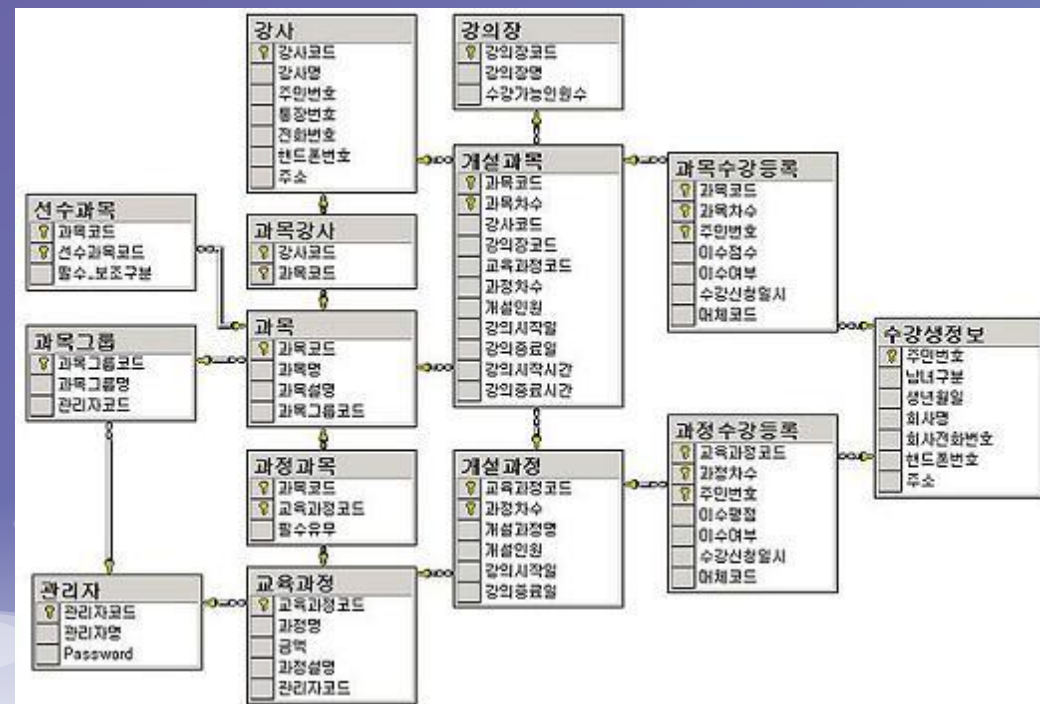 강사
강사코드
강사명
주민번호
통장번호
전화번호
핸드폰번호
주소
강의장
강의장코드
강의장명
수강가능인원수
선수과목
과목코드
선수과목코드
필수_보조구분
과목강사
강사코드
과목코드
개설과목
과목코드
과목차수
강사코드
강의장코드
교육과정코드
과정차수
개설인원
강의시작일
강의종료일
강의시작시간
강의종료시간
과목수강등록
과목코드
과목차수
주민번호
이수점수
이수여부
수강신청일시
매체코드
과목그룹
과목그룹코드
과목그룹명
관리자코드
과목
과목코드
과목명
과목설명
과목그룹코드
수강생정보
주민번호
남녀구분
생년월일
회사명
회사전화번호
핸드폰번호
주소
과정과목
과목코드
교육과정코드
필수유무
개설과정
교육과정코드
과정차수
개설과정명
개설인원
강의시작일
강의종료일
과정수강등록
교육과정코드
과정차수
주민번호
이수평점
이수여부
수강신청일시
매체코드
관리자
관리자코드
관리자명
Password
교육과정
교육과정코드
과정명
금액
과정설명
관리자코드